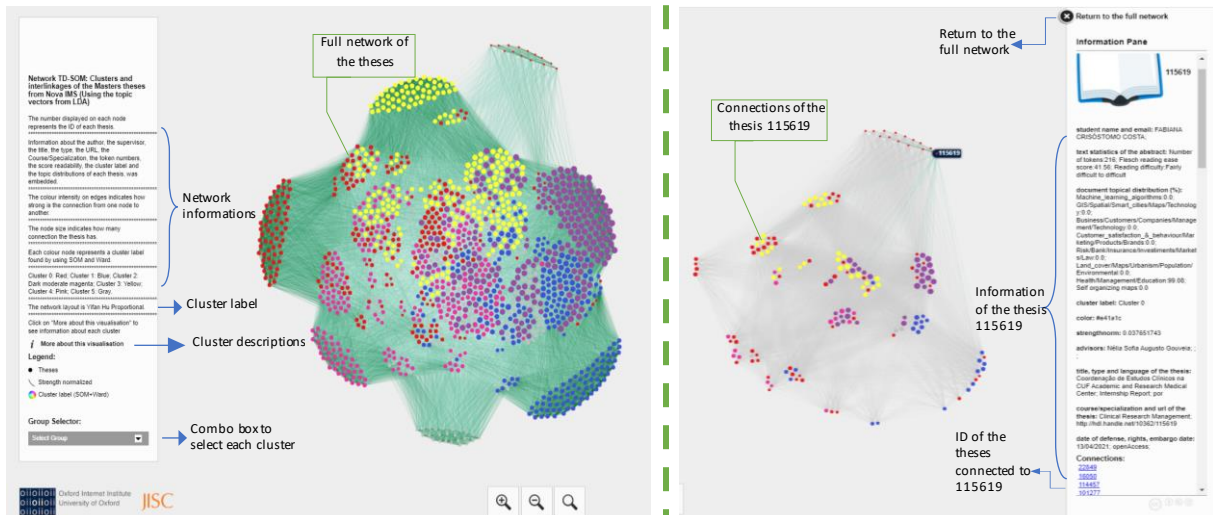 Network TD-SOM: Clusters and
interlinkages of the Masters theses
from Nova IMS (Using the topic
vectors from LDA)
The number displayed on each node
represents the ID of each thesis.
Information about the author, the supervisor,
the title, the type, the URL, the
Course/Specialization, the token numbers,
the score readability, the cluster label and
the topic distributions of each thesis, was
embedded.
The colour intensity on edges indicates how
strong is the connection from one node to
another.
The node size indicates how many
connection the thesis has.
Each colour node represents a cluster label
found by using SOM and Ward.
Cluster 0: Red; Cluster 1: Blue; Cluster 2:
Dark moderate magenta; Cluster 3: Yellow;
Cluster 4: Pink; Cluster 5: Gray.
The network layout is Yifan Hu Proportional.
Click on "More about this visualisation" to
see information about each cluster
i More about this visualisation
Legend:
Theses
Strength normalized
Cluster label (SOM+Ward)
Group Selector:
Select Group
oiioiioii
oiioiioii
oiioiioii
Oxford Internet Institute
University of Oxford
JISC
Full network of
the theses
Network
informations
Cluster label
Cluster descriptions
Combo box to
select each cluster
Return to the
full network
Connections of the
thesis 115619
115619
Information
of the thesis
115619
ID of the
theses
connected to
115619
Return to the full network
Information Pane
115619
student name and email: FABIANA
CRISÓSTOMO COSTA;
text statistics of the abstract: Number
of tokens:216; Flesch reading ease
score:41.56; Reading difficulty:Fairly
difficult to difficult
document topical distribution (%):
Machine_learning_algorithms:0.0;
GIS/Spatial/Smart_cities/Maps/Technolog
y:0.0;
Business/Customers/Companies/Manage
ment/Technology:0.0;
Customer_satisfaction_&_behaviour/Mar
keting/Products/Brands:0.0;
Risk/Bank/Insurance/Investments/Market
s/Law:0.0;
Land_cover/Maps/Urbanism/Population/
Environmental:0.0;
Health/Management/Education:99.66;
Self organizing maps:0.0
cluster label: Cluster 0
color: #e41a1c
strengthnorm: 0.037651743
advisors: Nélia Sofia Augusto Gouveia; ;
;
title, type and language of the thesis:
Coordenação de Estudos Clínicos na
CUF Academic and Research Medical
Center; Internship Report; por
course/specialization and url of the
thesis: Clinical Research Management;
http://hdl.handle.net/10362/115619
date of defense, rights, embargo date:
13/04/2021; openAccess;
Connections:
22849
16050
114457
101277